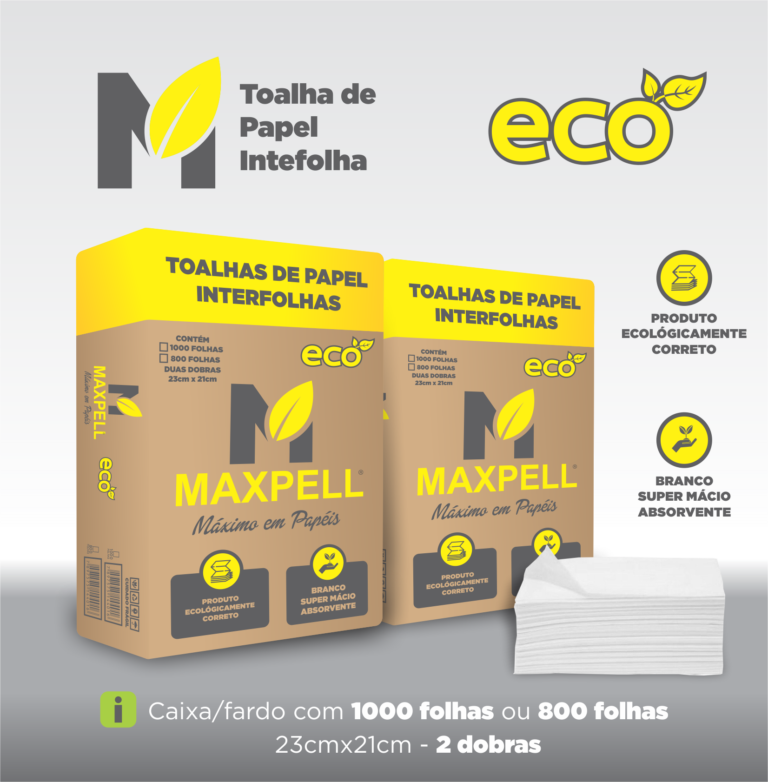 Toalha de
Papel
Intefolha
eco
TOALHAS DE PAPEL
INTERFOLHAS
CONTÉM
1000 FOLHAS
800 FOLHAS
DUAS DOBRAS
23cm x 21cm
eco
MAXPELL®
Máximo em Papéis
PRODUTO
ECOLÓGICAMENTE
CORRETO
BRANCO
SUPER MÁCIO
ABSORVENTE
MAXPELL
Máximo em Papéis
eco
TOALHAS DE PAPEL
INTERFOLHAS
CONTÉM
1000 FOLHAS
800 FOLHAS
DUAS DOBRAS
23cm x 21cm
eco
MAXPELL®
Máximo em Papéis
PRODUTO
ECOLÓGICAMENTE
CORRETO
PRODUTO
ECOLÓGICAMENTE
CORRETO
BRANCO
SUPER MÁCIO
ABSORVENTE
i Caixa/fardo com 1000 folhas ou 800 folhas
23cmx21cm - 2 dobras